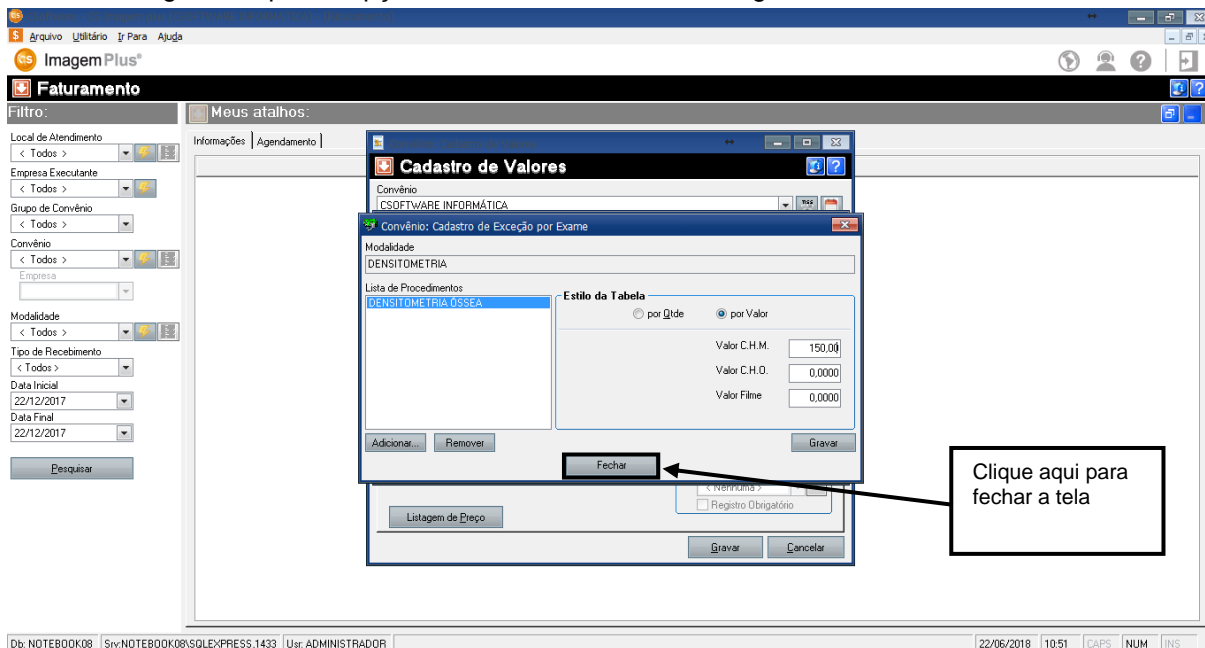 Arquivo Utilitário Ir Para Ajuda
ImagemPlus®
Faturamento
Filtro:
Meus atalhos:
Local de Atendimento
< Todos >
Empresa Executante
< Todos >
Grupo de Convênio
< Todos >
Convênio
< Todos >
Empresa
Modalidade
< Todos >
Tipo de Recebimento
< Todos >
Data Inicial
22/12/2017
Data Final
22/12/2017
Pesquisar
Informações Agendamento
Cadastro de Valores
Convênio
CSOFTWARE INFORMÁTICA
Convênio: Cadastro de Exceção por Exame
Modalidade
DENSITOMETRIA
Lista de Procedimentos
DENSITOMETRIA ÓSSEA
Estilo da Tabela
por Qtde por Valor
Valor C.H.M. 150,00
Valor C.H.O. 0,0000
Valor Filme 0,0000
Adicionar... Remover Gravar
Fechar
< Nenhuma >
Registro Obrigatório
Listagem de Preço
Gravar Cancelar
Clique aqui para
fechar a tela
Db: NOTEBOOK08 Srv:NOTEBOOK08\SQLEXPRESS,1433 Usr: ADMINISTRADOR 22/06/2018 10:51 CAPS NUM INS